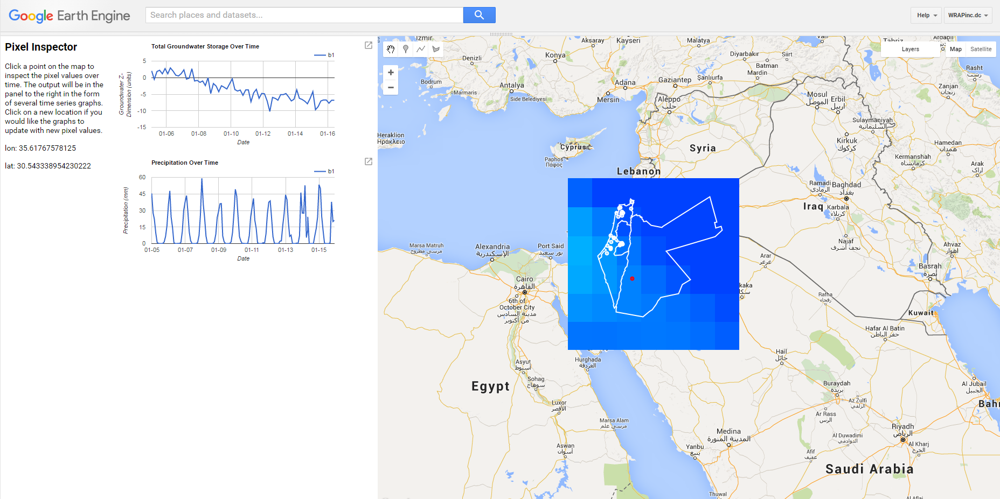 Google Earth Engine
Search places and datasets...
Help
WRAPinc.dc
Pixel Inspector
Click a point on the map to
inspect the pixel values over
time. The output will be in the
panel to the right in the form
of several time series graphs.
Click on a new location if you
would like the graphs to
update with new pixel values.
lon: 35.61767578125
lat: 30.543338954230222
Total Groundwater Storage Over Time
b1
Groundwater Z-
Dimension (units)
5
0
-5
-10
-15
01-06 01-08 01-10 01-12 01-14 01-16
Date
Precipitation Over Time
b1
Precipitation (mm)
60
45
30
15
0
01-05 01-07 01-09 01-11 01-13 01-15
Date
Layers
Map Satellite
+
−
Izmir
Aksaray
Kayseri
Malatya
Van
Tabriz
Ardabil
Denizli
Konya
Diyarbakır
Siirt
Batman
Mardin
Rasht
رشت
Bodrum
Marmaris
Antalya
Side Belediyesi
Adana
Mersin
Gaziantep
Şanlıurfa
Zanjan
زنجان
Aleppo
حلب
Mosul
الموصل
Erbil
اربيل
Sulaymaniyah
السليمانية
Heraklion
Ηράκλειο
Cyprus
Paphos
Πάφος
Syria
Kirkuk
كركوك
Hamedan
همدان
Kermanshah
کرمانشاه
Arak
اراک
Lebanon
Ramadi
الرمادي
Baghdad
بغداد
Iraq
Karbala
كربلاء
Marsa Matruh
مرسى مطروح
Alexandria
الإسكندرية
Port Said
بور سعيد
Najaf
نجف أشرف
Ahvaz
اهواز
Arar
عرعر
Basrah
بصرة
Cairo
القاهرة
kaka
سكا
6th of
October City
مدينة السادس
من أكتوبر
Rafha
رفحاء
Kuwait
Hafar Al Batin
حفر الباطن
Hurghada
الغردقة
Hail
حائل
Asyut
أسيوط
Sohag
سوهاج
Egypt
Buraydah
بريدة
Al Jubail
الجبيل
Luxor
الأقصر
Az Zulfi
الزلفي
Bahr
Ar Rass
الرس
Marsa Alam
مرسى علم
Medina
المدينة المنورة
Riyadh
الرياض
Al Duwadimi
الدوادمي
Yanbu
ينبع
Aswan
أسوان
Afif
عفيف
Al Kharj
الخرج
Saudi Arabia
Thuwal
Al Aflaj